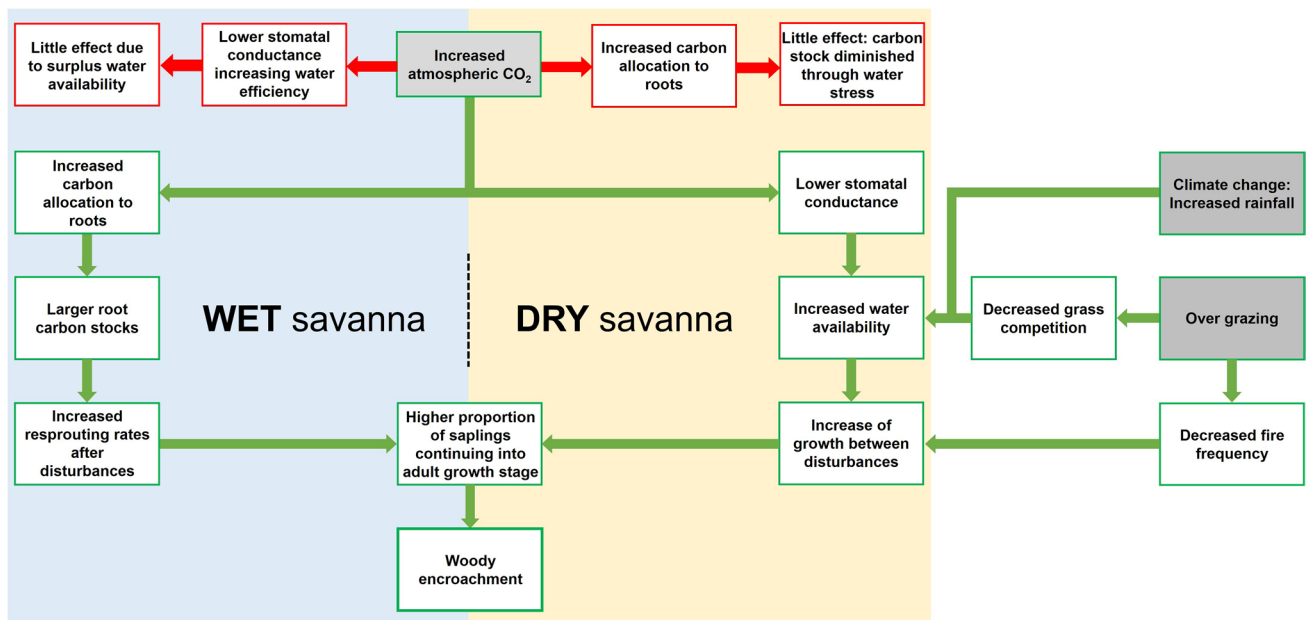 Little effect due
to surplus water
availability
Lower stomatal
conductance
increasing water
efficiency
Increased
atmospheric CO₂
Increased carbon
allocation to
roots
Little effect: carbon
stock diminished
through water
stress
Increased
carbon
allocation to
roots
Lower stomatal
conductance
Climate change:
Increased rainfall
Larger root
carbon stocks
WET savanna
DRY savanna
Increased water
availability
Decreased grass
competition
Over grazing
Increased
resprouting rates
after
disturbances
Higher proportion
of saplings
continuing into
adult growth stage
Increase of
growth between
disturbances
Decreased fire
frequency
Woody
encroachment